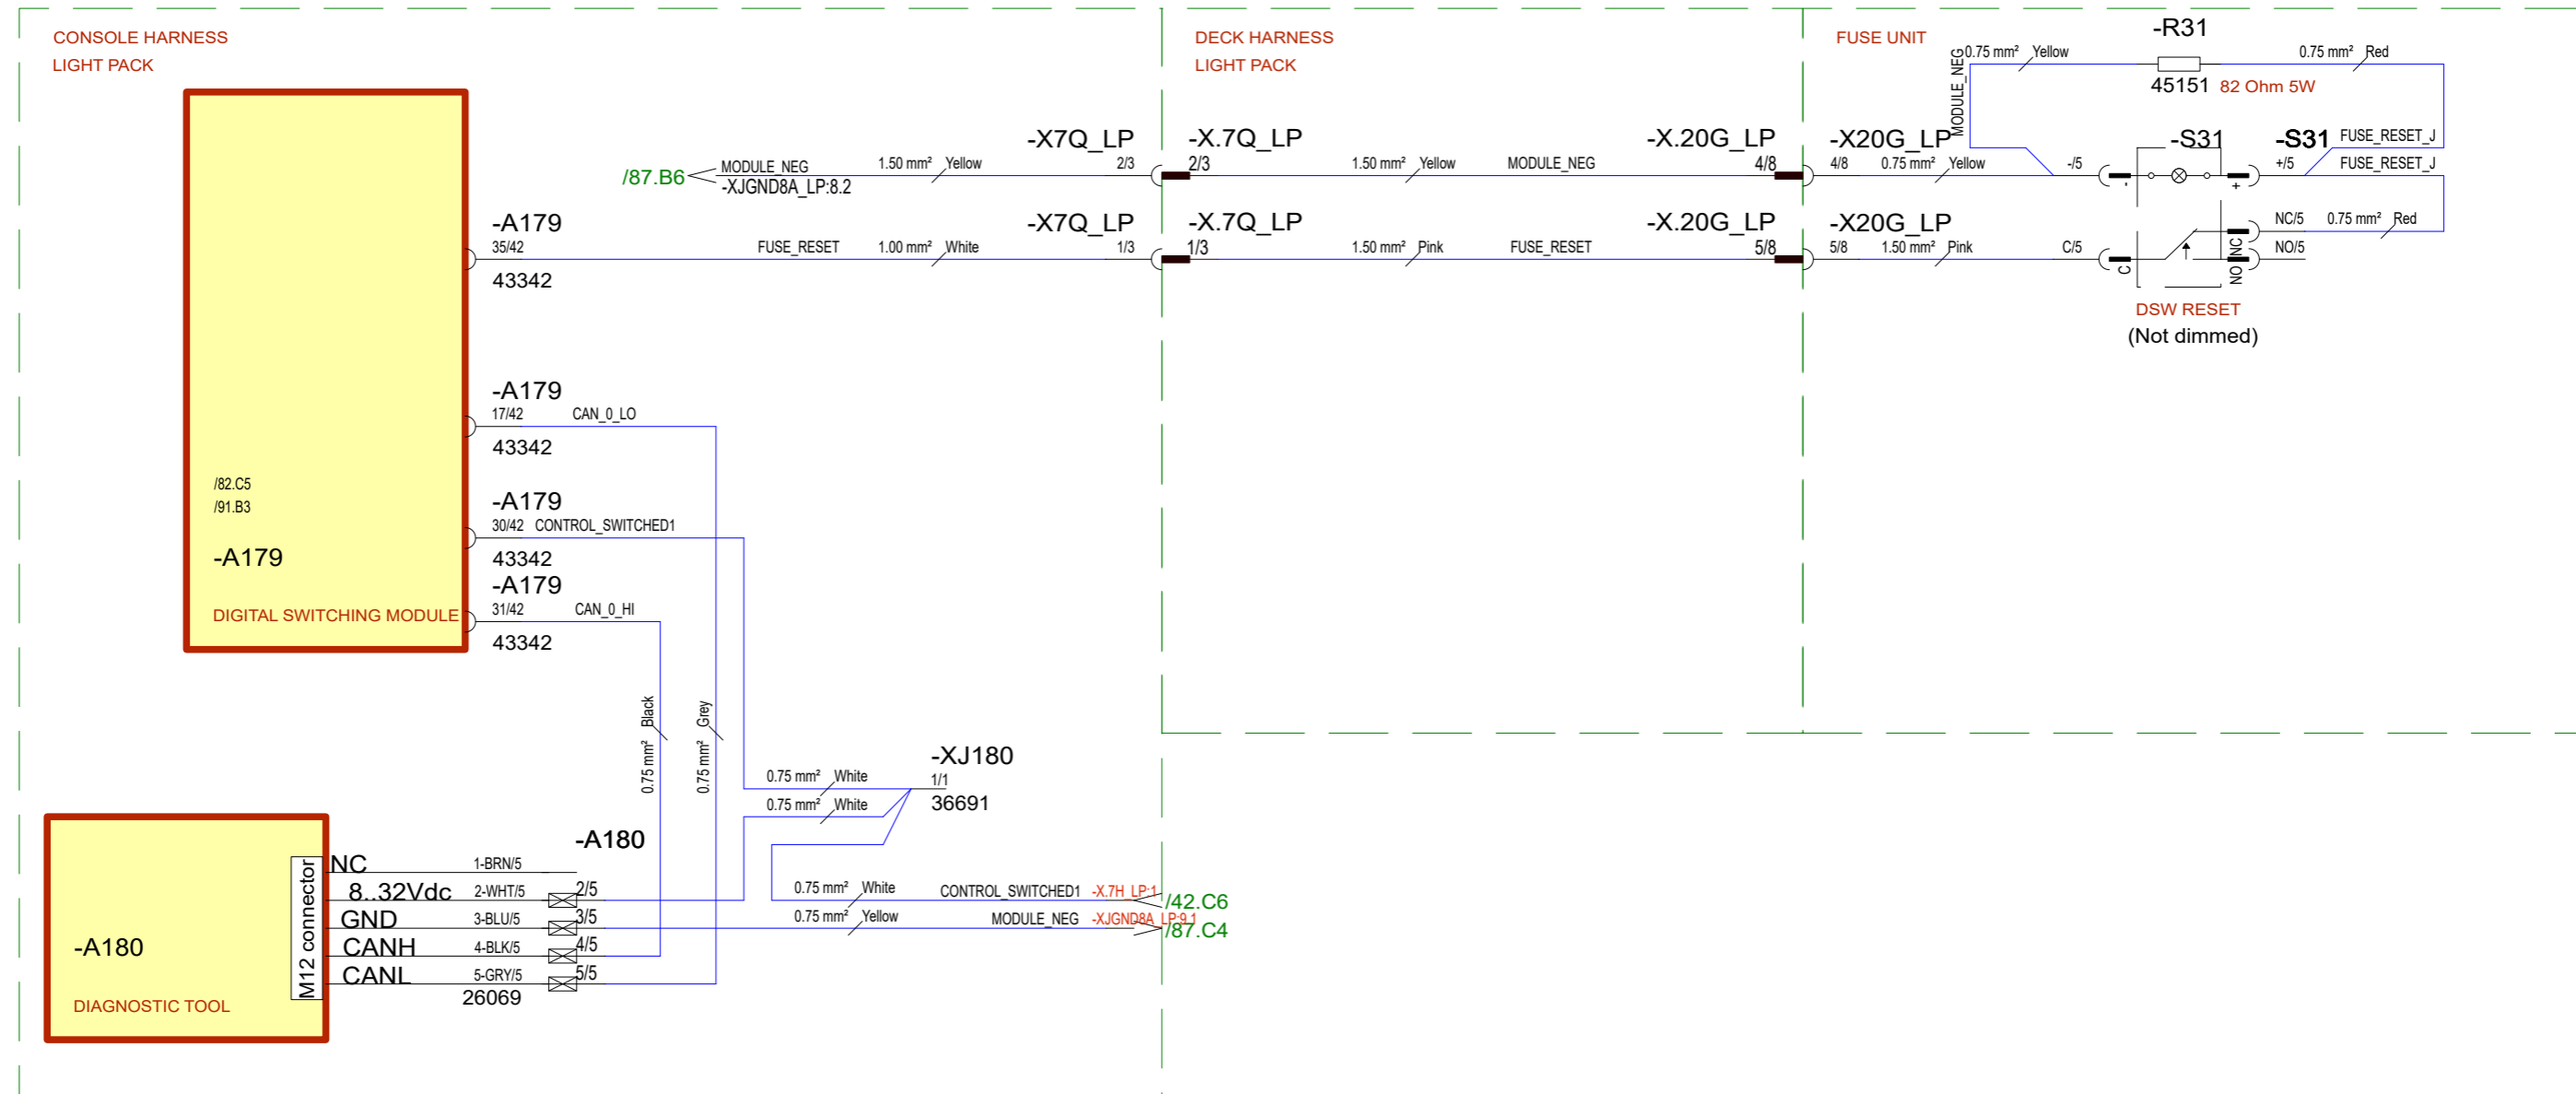 CONSOLE HARNESS
LIGHT PACK
DECK HARNESS
LIGHT PACK
FUSE UNIT
-R31
0.75 mm² Yellow
0.75 mm² Red
45151 82 Ohm 5W
MODULE_NEG
/87.B6
MODULE_NEG
-XJGND8A_LP:8.2
1.50 mm² Yellow
-X7Q_LP
2/3
-X.7Q_LP
2/3
1.50 mm² Yellow
MODULE_NEG
-X.20G_LP
4/8
-X20G_LP
4/8
0.75 mm² Yellow
-/5
-S31
-
+
-S31
+/5
FUSE_RESET_J
FUSE_RESET_J
-A179
35/42
43342
FUSE_RESET
1.00 mm² White
-X7Q_LP
1/3
-X.7Q_LP
1/3
1.50 mm² Pink
FUSE_RESET
-X.20G_LP
5/8
-X20G_LP
5/8
1.50 mm² Pink
C/5
C
NC
NO
NC/5
NO/5
0.75 mm² Red
DSW RESET
(Not dimmed)
-A179
17/42
CAN_0_LO
43342
/82.C5
/91.B3
-A179
DIGITAL SWITCHING MODULE
-A179
30/42
CONTROL_SWITCHED1
43342
-A179
31/42
CAN_0_HI
43342
0.75 mm² Black
0.75 mm² Grey
-XJ180
1/1
36691
0.75 mm² White
0.75 mm² White
-A180
DIAGNOSTIC TOOL
M12 connector
-A180
NC
1-BRN/5
8..32Vdc
2-WHT/5
2/5
GND
3-BLU/5
3/5
CANH
4-BLK/5
4/5
CANL
5-GRY/5
5/5
26069
0.75 mm² White
CONTROL_SWITCHED1
-X.7H_LP:1
/42.C6
0.75 mm² Yellow
MODULE_NEG
-XJGND8A_LP:9.1
/87.C4